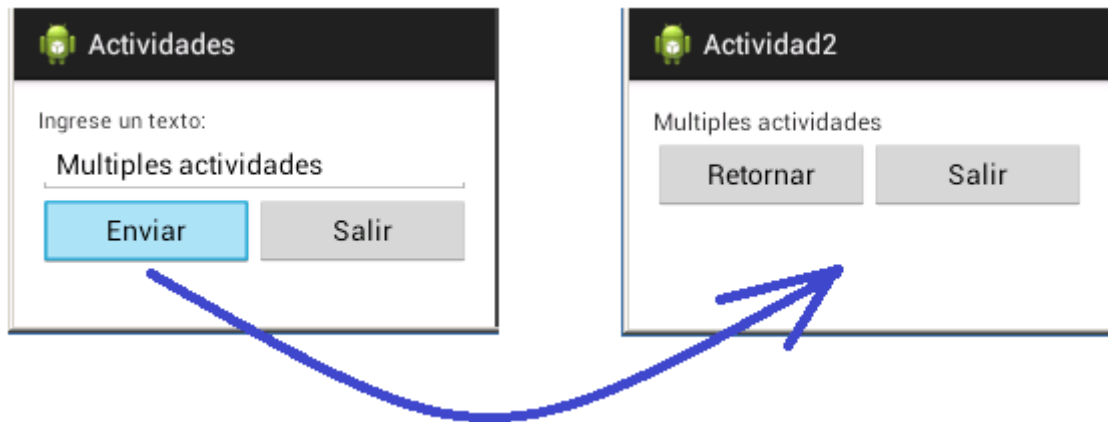 Actividades
Ingrese un texto:
Multiples actividades
Enviar Salir
Actividad2
Multiples actividades
Retornar Salir